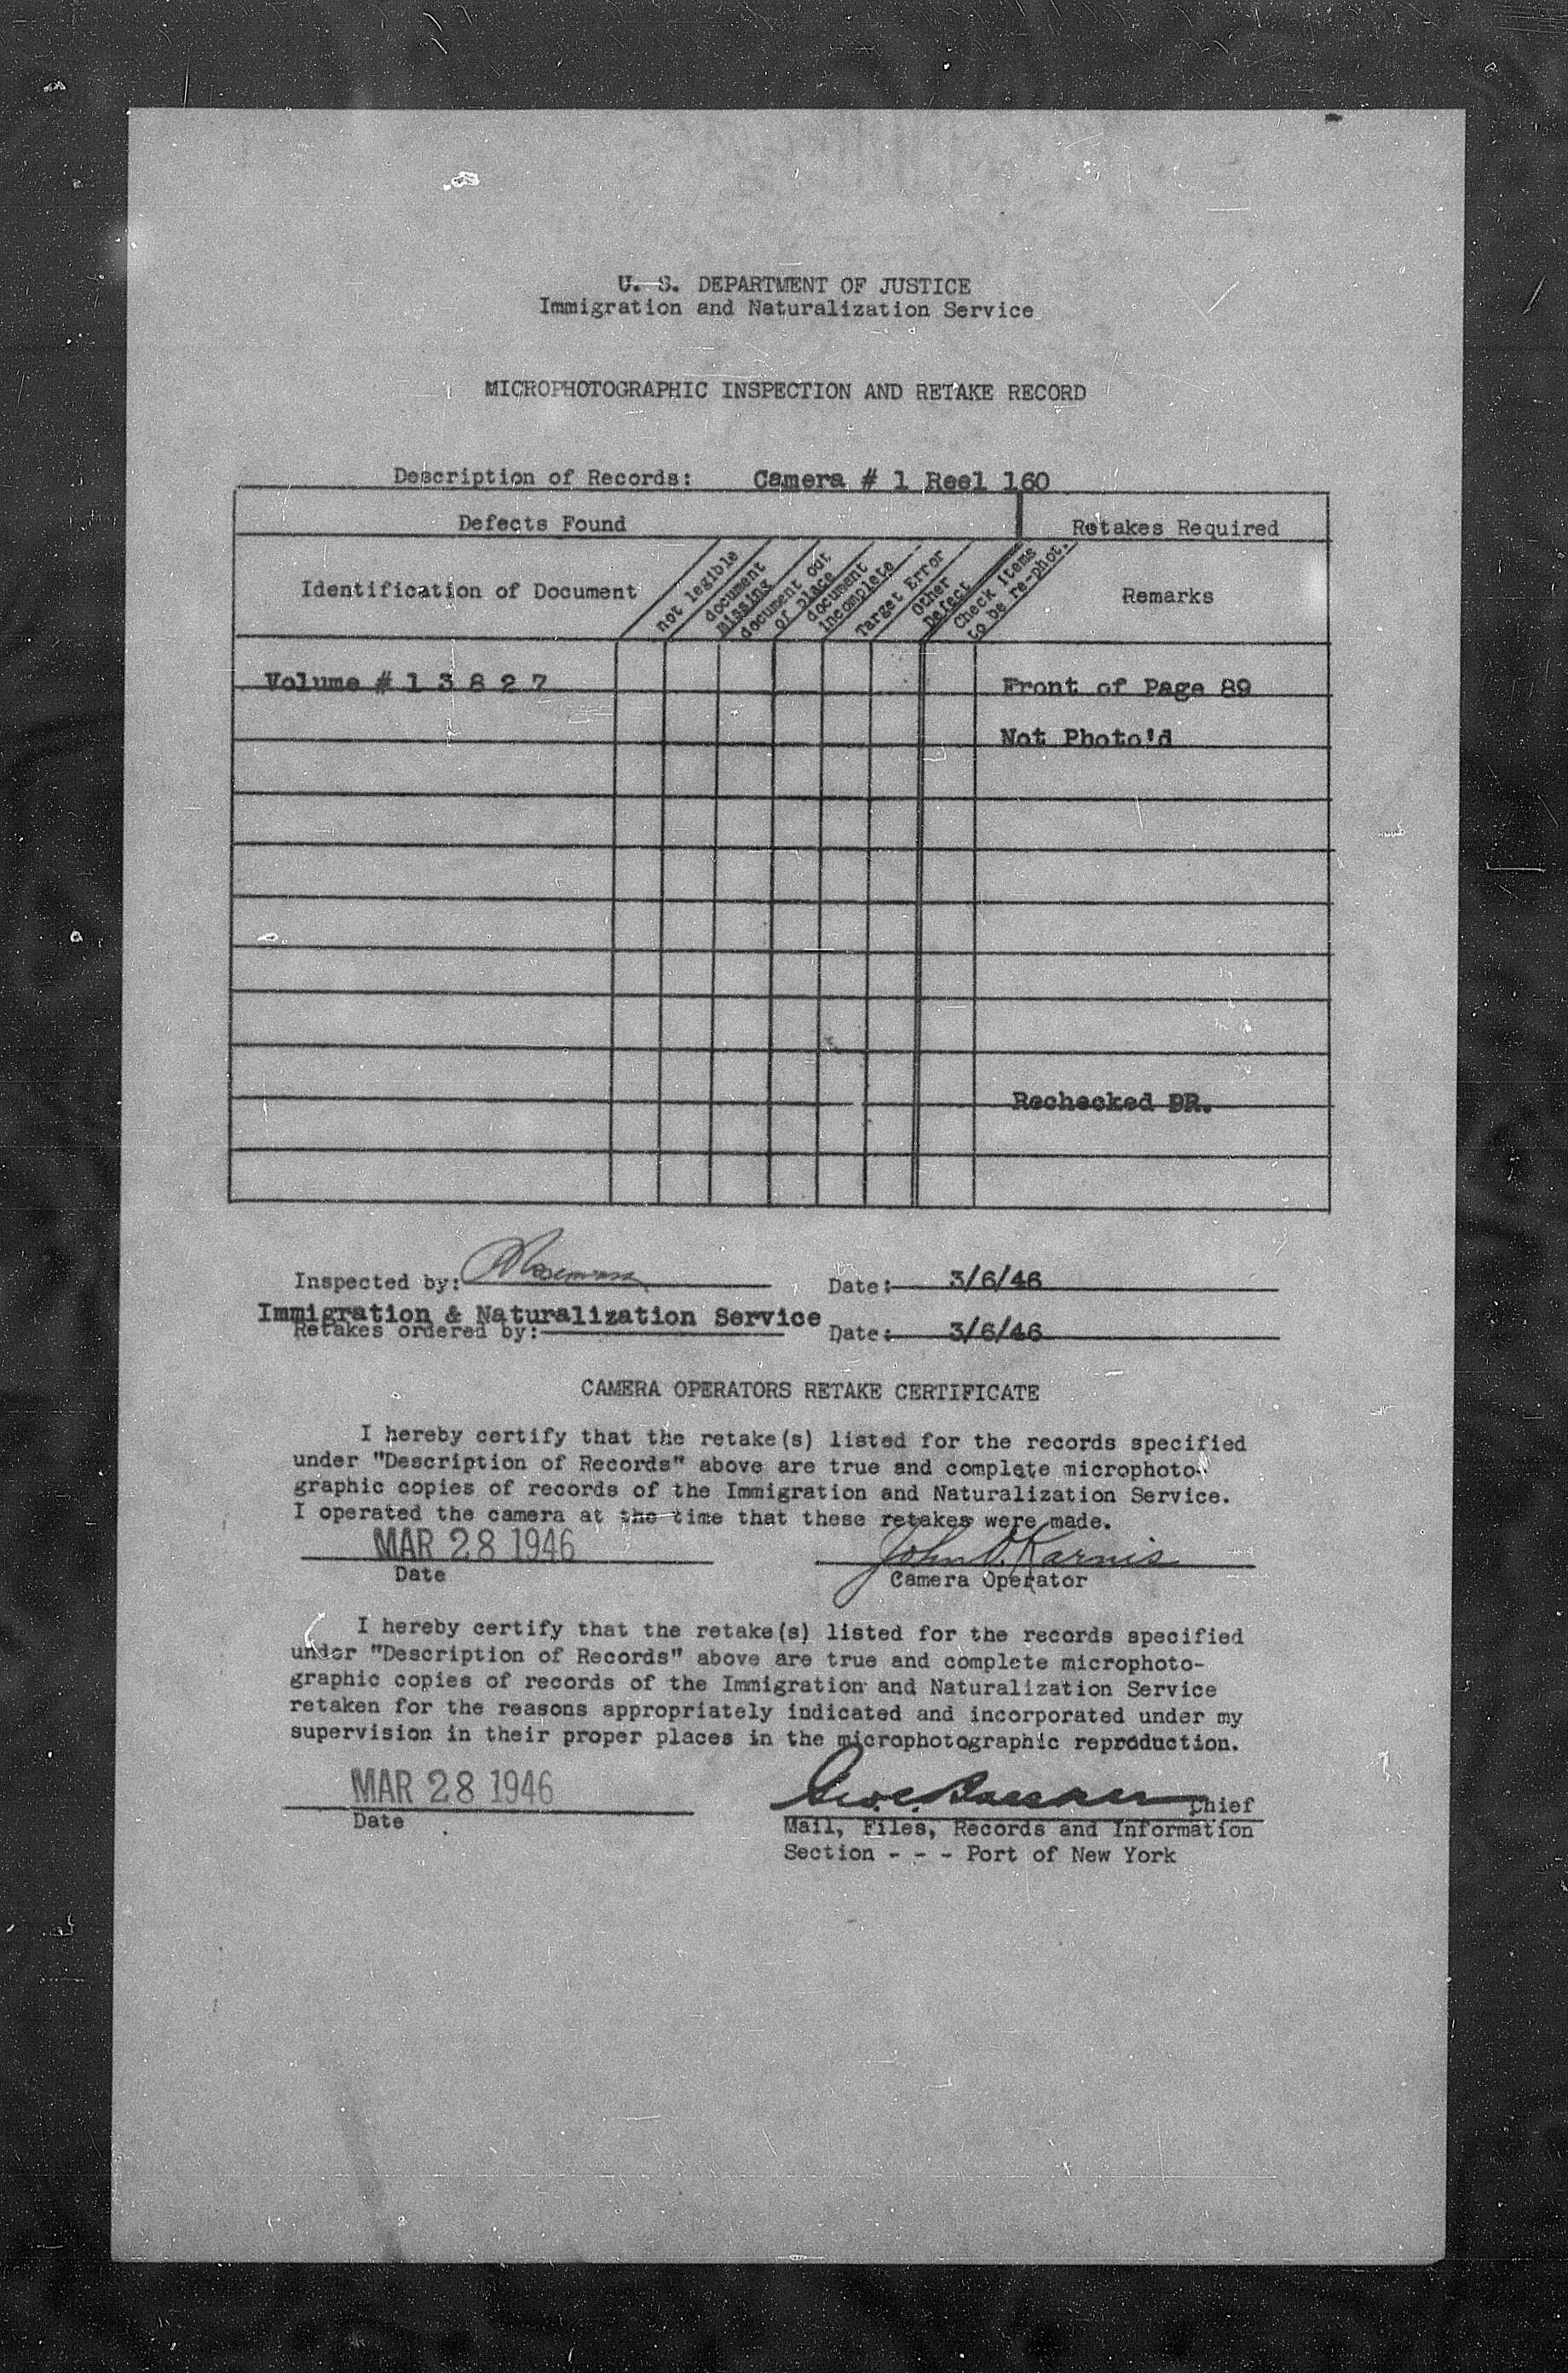 U. S. DEPARTMENT OF JUSTICE
Immigration and Naturalization Service
MICROPHOTOGRAPHIC INSPECTION AND RETAKE RECORD
Description of Records: Camera # 1 Reel 160
Defects Found
Retakes Required
Identification of Document
not legible
document missing
document out of place
document incomplete
Target Error
Other Defect
Check items to be re-phot.
Remarks
Volume # 1 3 8 2 7
Front of Page 89
Not Photo'd
Rechecked DR.
Inspected by: Date: 3/6/46
Immigration & Naturalization Service
Retakes ordered by: Date: 3/6/46
CAMERA OPERATORS RETAKE CERTIFICATE
I hereby certify that the retake(s) listed for the records specified
under "Description of Records" above are true and complete microphoto-
graphic copies of records of the Immigration and Naturalization Service.
I operated the camera at the time that these retakes were made.
MAR 28 1946 John D. Karnis
Date Camera Operator
I hereby certify that the retake(s) listed for the records specified
under "Description of Records" above are true and complete microphoto-
graphic copies of records of the Immigration and Naturalization Service
retaken for the reasons appropriately indicated and incorporated under my
supervision in their proper places in the microphotographic reproduction.
MAR 28 1946 Chief
Date Mail, Files, Records and Information
Section - - - Port of New York